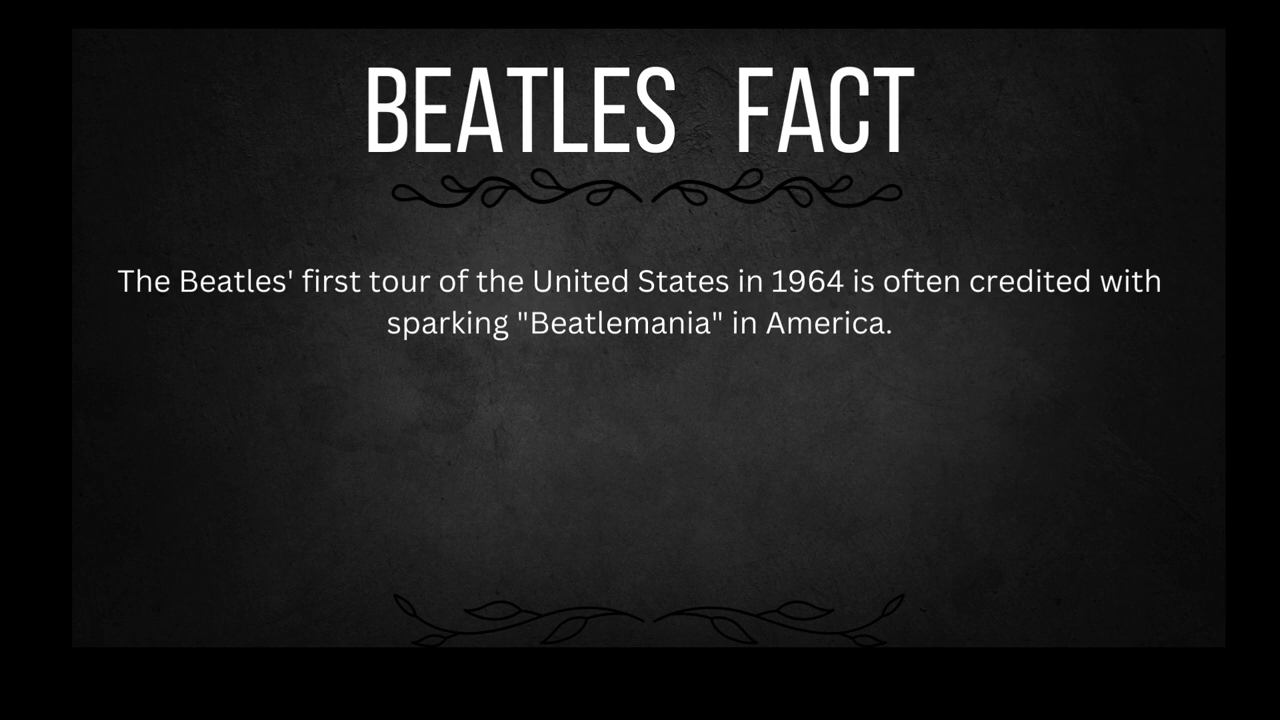 BEATLES FACT
The Beatles' first tour of the United States in 1964 is often credited with
sparking "Beatlemania" in America.